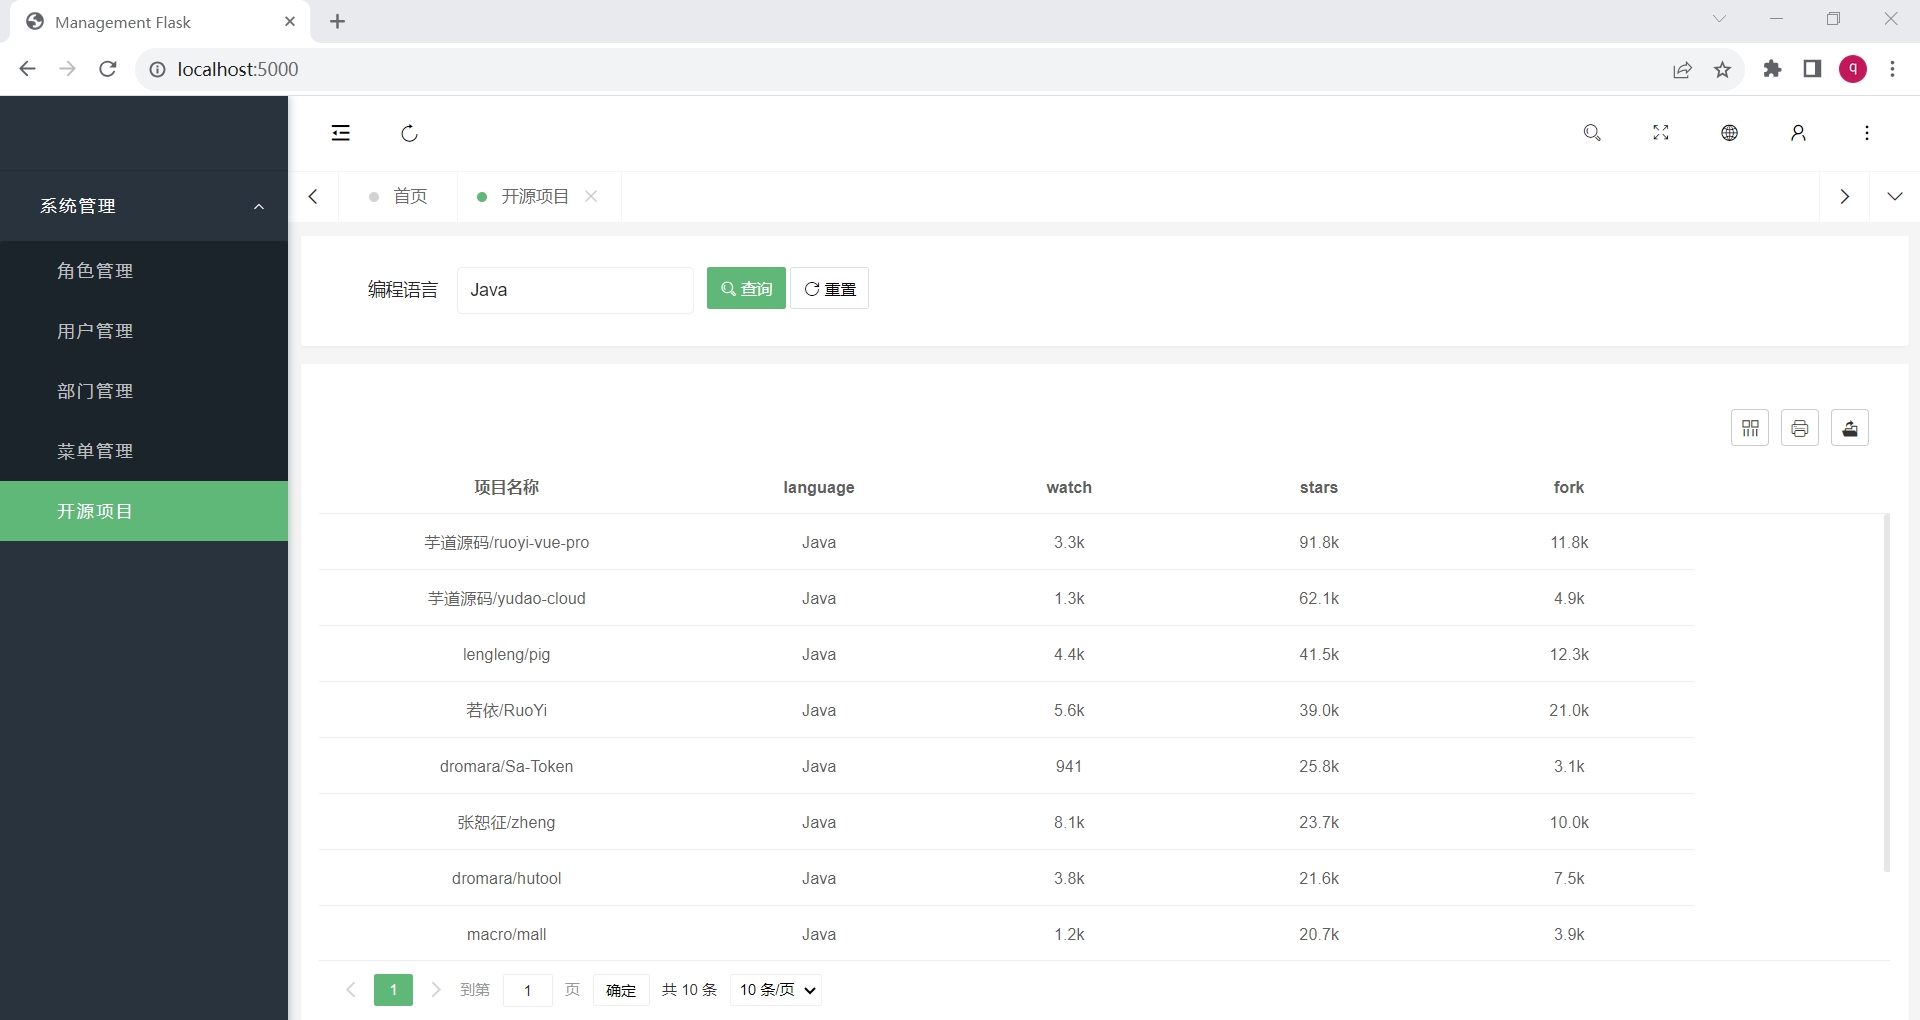 Management Flask
localhost:5000
q
系统管理
角色管理
用户管理
部门管理
菜单管理
开源项目
首页 开源项目
编程语言 Java 查询 重置
项目名称 language watch stars fork
芋道源码/ruoyi-vue-pro Java 3.3k 91.8k 11.8k
芋道源码/yudao-cloud Java 1.3k 62.1k 4.9k
lengleng/pig Java 4.4k 41.5k 12.3k
若依/RuoYi Java 5.6k 39.0k 21.0k
dromara/Sa-Token Java 941 25.8k 3.1k
张恕征/zheng Java 8.1k 23.7k 10.0k
dromara/hutool Java 3.8k 21.6k 7.5k
macro/mall Java 1.2k 20.7k 3.9k
1 到第 1 页 确定 共 10 条 10 条/页